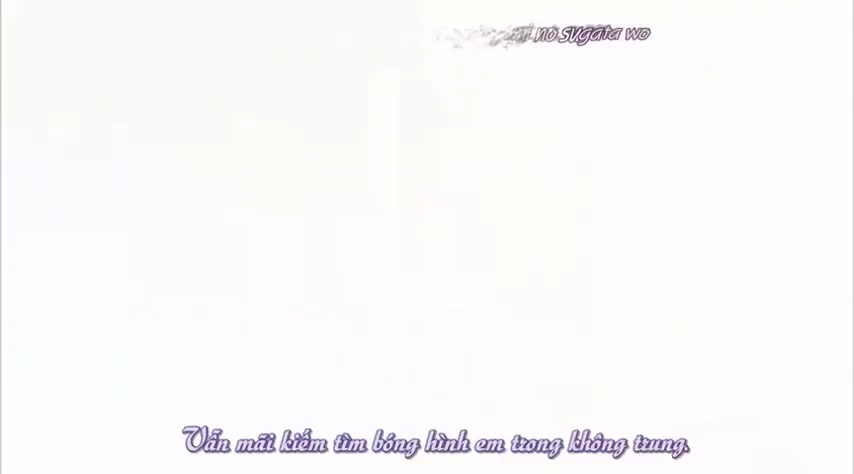 no sugata wo
Vẫn mãi kiếm tìm bóng hình em trong không trung.